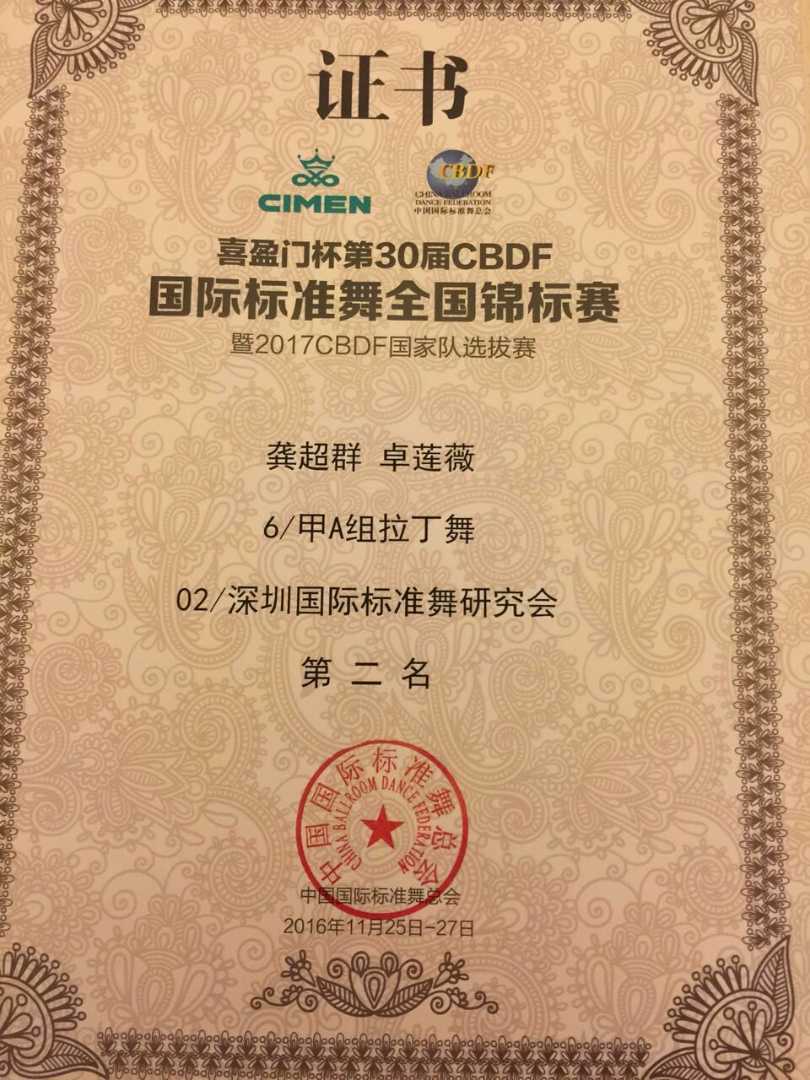 证书
CIMEN
CBDF
CHINA BALLROOM
DANCE FEDERATION
中国国际标准舞总会
喜盈门杯第30届CBDF
国际标准舞全国锦标赛
暨2017CBDF国家队选拔赛
龚超群 卓莲薇
6/甲A组拉丁舞
02/深圳国际标准舞研究会
第 二 名
中国国际标准舞总会
CHINA BALLROOM DANCE FEDERATION
中国国际标准舞总会
2016年11月25日-27日